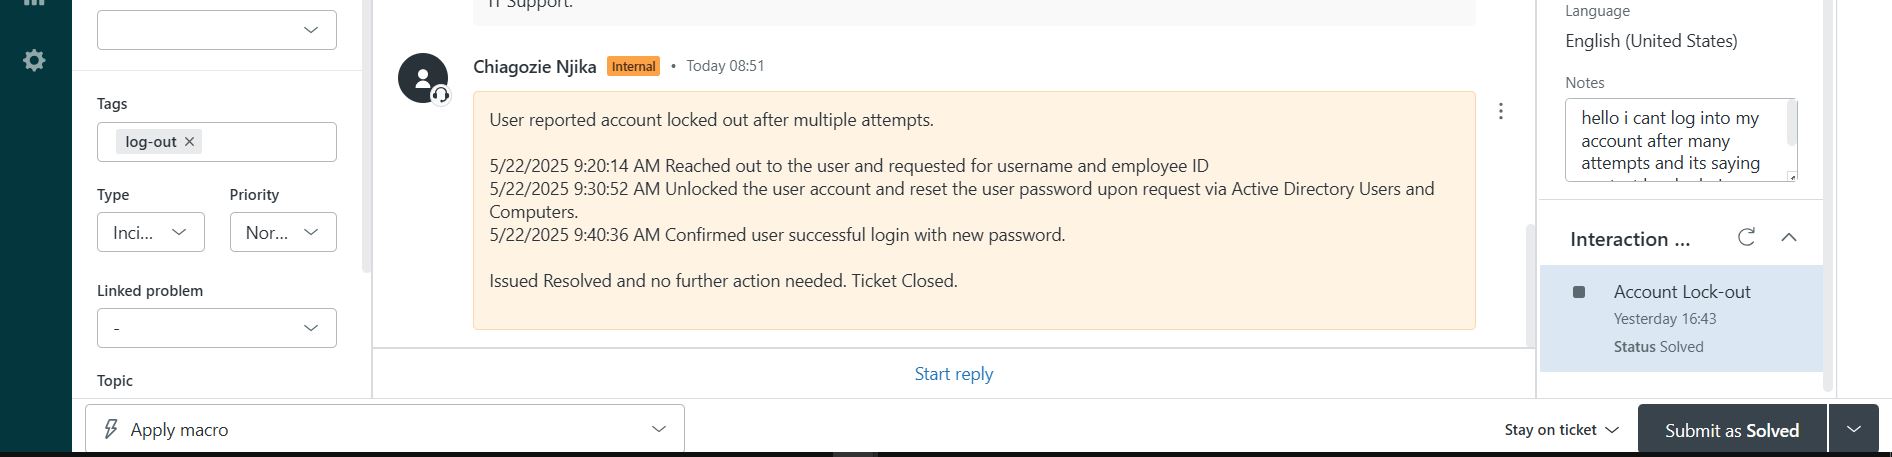 IT Support.
Chiagozie Njika Internal • Today 08:51
User reported account locked out after multiple attempts.
5/22/2025 9:20:14 AM Reached out to the user and requested for username and employee ID
5/22/2025 9:30:52 AM Unlocked the user account and reset the user password upon request via Active Directory Users and
Computers.
5/22/2025 9:40:36 AM Confirmed user successful login with new password.
Issued Resolved and no further action needed. Ticket Closed.
Start reply
Tags
log-out ×
Type Priority
Inci... Nor...
Linked problem
-
Topic
Language
English (United States)
Notes
hello i cant log into my
account after many
attempts and its saying
Interaction ...
Account Lock-out
Yesterday 16:43
Status Solved
Apply macro
Stay on ticket
Submit as Solved